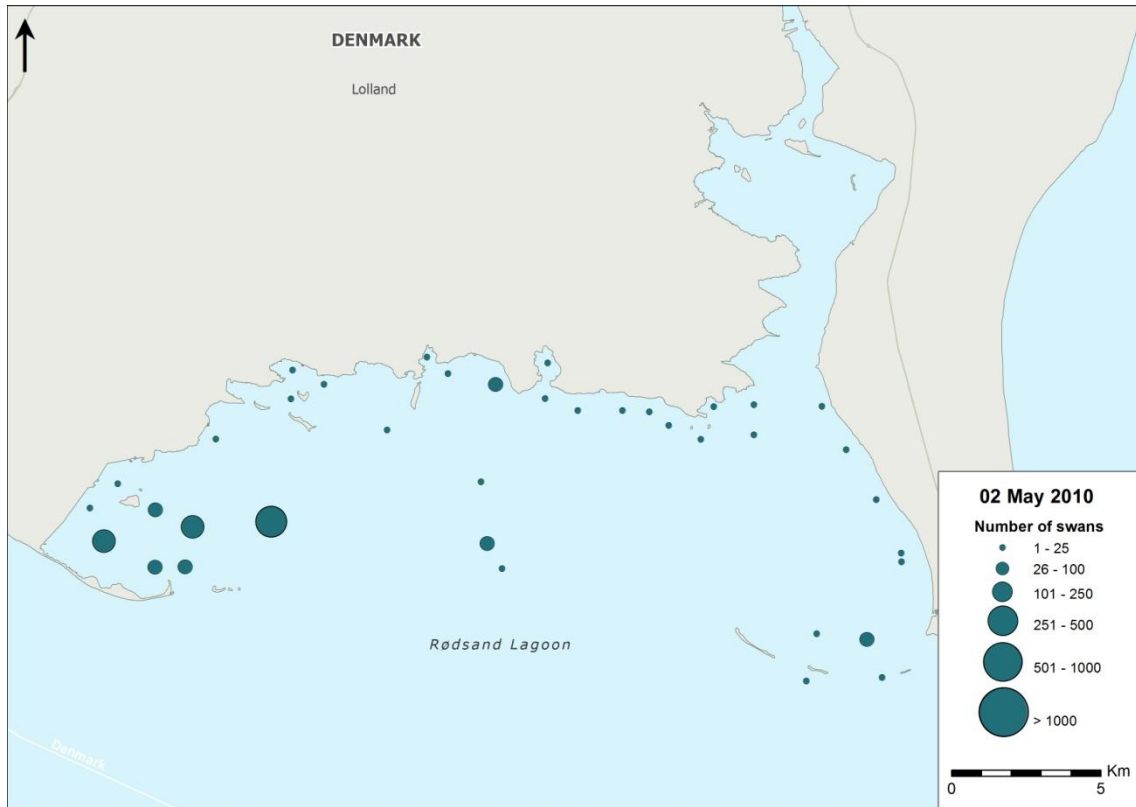 DENMARK
Lolland
Rødsand Lagoon
Denmark
02 May 2010
Number of swans
1 - 25
26 - 100
101 - 250
251 - 500
501 - 1000
> 1000
Km
0 5